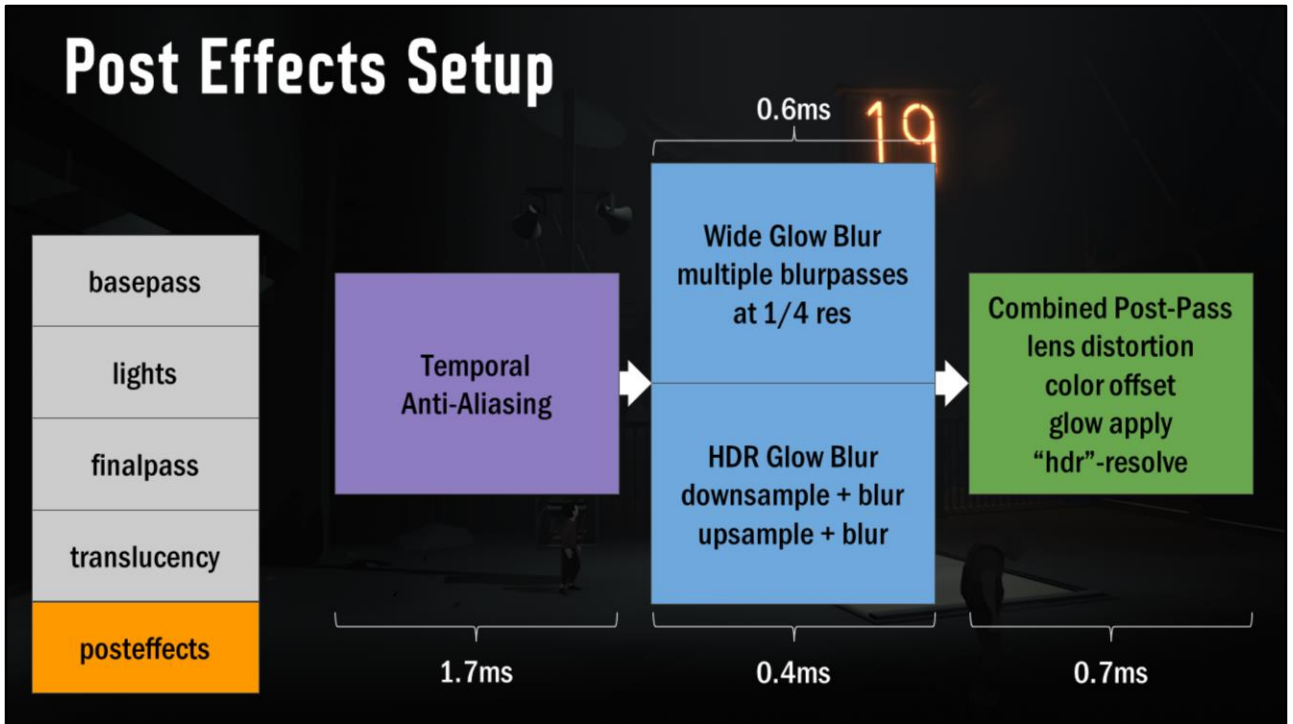 Post Effects Setup
19
basepass
lights
finalpass
translucency
posteffects
Temporal
Anti-Aliasing
1.7ms
0.6ms
Wide Glow Blur
multiple blurpasses
at 1/4 res
HDR Glow Blur
downsample + blur
upsample + blur
0.4ms
Combined Post-Pass
lens distortion
color offset
glow apply
“hdr”-resolve
0.7ms